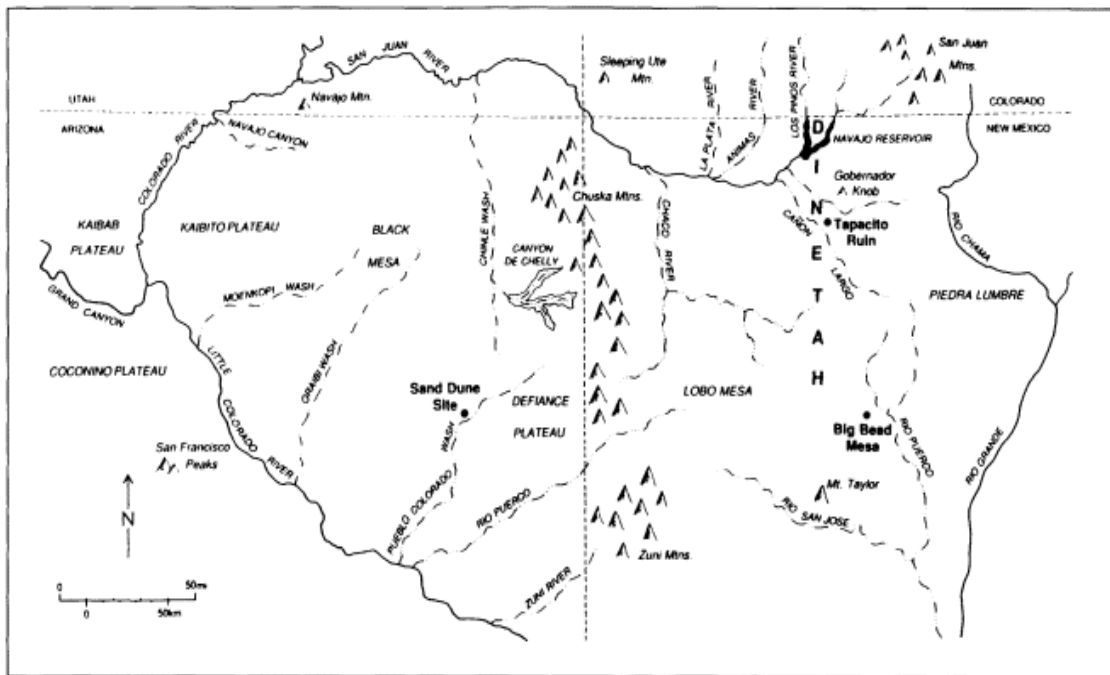 SAN JUAN RIVER
Sleeping Ute
Mtn.
LA PLATA RIVER
ANIMAS RIVER
LOS PINOS RIVER
San Juan
Mtns.
UTAH
ARIZONA
Navajo Mtn.
NAVAJO CANYON
COLORADO
NEW MEXICO
NAVAJO RESERVOIR
DINETAH
Gobernador
Knob
COLORADO RIVER
KAIBAB
PLATEAU
KAIBITO PLATEAU
BLACK
MESA
CHINLE WASH
Chuska Mtns.
CHACO RIVER
CAÑON LARGO
Tapacito
Ruin
RIO CHAMA
CANYON
DE CHELLY
MOENKOPI WASH
GRAND CANYON
PIEDRA LUMBRE
COCONINO PLATEAU
LITTLE COLORADO RIVER
ORAIBI WASH
Sand Dune
Site
DEFIANCE
PLATEAU
LOBO MESA
Big Bead
Mesa
RIO PUERCO
RIO GRANDE
San Francisco
Peaks
PUEBLO COLORADO WASH
RIO PUERCO
Mt. Taylor
RIO SAN JOSE
N
Zuni Mtns.
ZUNI RIVER
0 50mi
0 50km